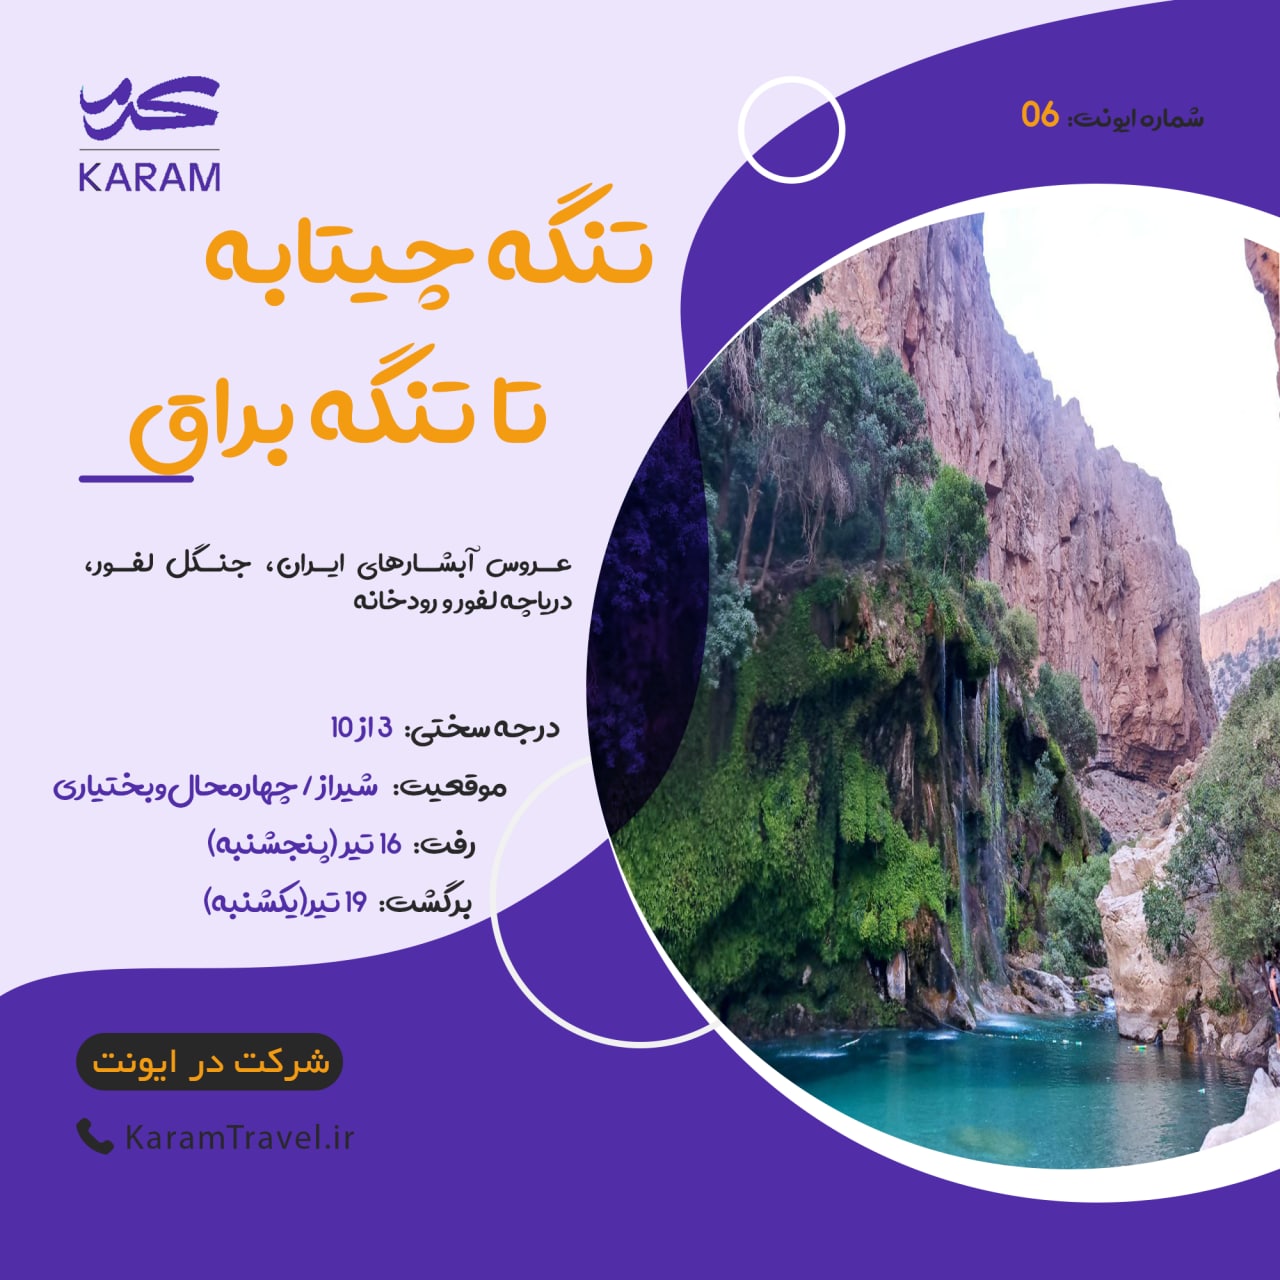 کرم
KARAM
شماره ایونت: 06
تنگه چیتابه
تا تنگه براق
عروس آبشارهای ایران، جنگل لفور،
دریاچه لفور و رودخانه
درجه سختی: 3 از 10
موقعیت: شیراز / چهارمحال و بختیاری
رفت: 16 تیر (پنجشنبه)
برگشت: 19 تیر(یکشنبه)
شرکت در ایونت
KaramTravel.ir